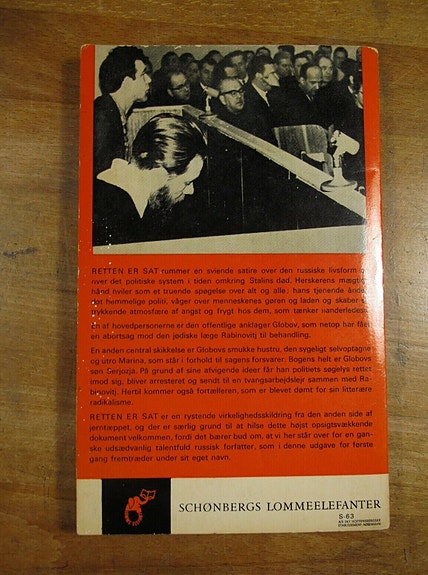 RETTEN ER SAT rummer en sviende satire over den russiske livsform og
over det politiske system i tiden omkring Stalins død. Herskerens mægtige
hånd hviler som et truende spøgelse over alt og alle; hans tjenende ånder,
det hemmelige politi, våger over menneskenes gøren og laden og skaber en
trykkende atmosfære af angst og frygt hos dem, som tænker anderledes.
En af hovedpersonerne er den offentlige anklager Globov, som netop har fået
en abortsag mod den jødiske læge Rabinovitj til behandling.
En anden central skikkelse er Globovs smukke hustru, den sygeligt selvoptagne
og utro Marina, som står i forhold til sagens forsvarer. Bogens helt er Globovs
søn Serjozja. På grund af sine afvigende ideer får han politiets søgelys rettet
imod sig, bliver arresteret og sendt til en tvangsarbejdslejr sammen med Ra-
binovitj. Hertil kommer også fortælleren, som er blevet dømt for sin litterære
radikalisme.
RETTEN ER SAT er en rystende virkelighedsskildring fra den anden side af
jerntæppet, og der er særlig grund til at hilse dette højst opsigtsvækkende
dokument velkommen, fordi det bærer bud om, at vi her står over for en gan-
ske udsædvanlig talentfuld russisk forfatter, som i denne udgave for første
gang fremtræder under sit eget navn.
SCHØNBERGS LOMMEELEFANTER
S-63